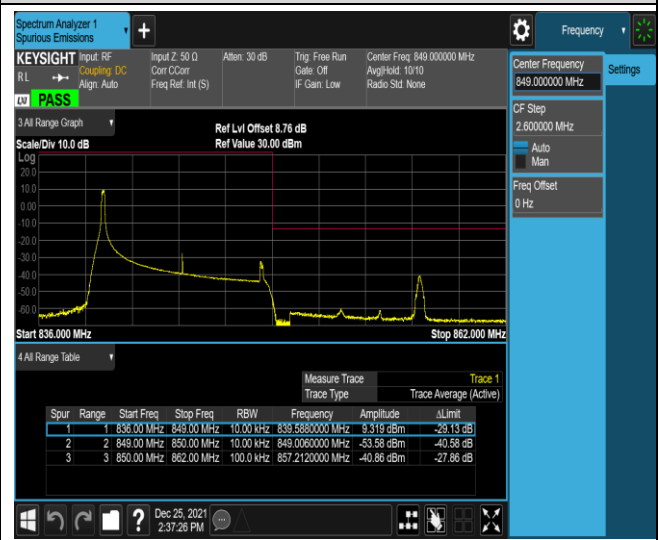 Spectrum Analyzer 1
Spurious Emissions
+
Frequency
KEYSIGHT
RL
Input: RF
Coupling: DC
Align: Auto
Input Z: 50 Ω
Corr CCorr
Freq Ref: Int (S)
Atten: 30 dB
Trig: Free Run
Gate: Off
IF Gain: Low
Center Freq: 849.000000 MHz
Avg|Hold: 10/10
Radio Std: None
LXI PASS
Center Frequency
849.000000 MHz
Settings
CF Step
2.600000 MHz
Auto
Man
Freq Offset
0 Hz
3 All Range Graph
Scale/Div 10.0 dB
Ref Lvl Offset 8.76 dB
Ref Value 30.00 dBm
Log
20.0
10.0
0.00
-10.0
-20.0
-30.0
-40.0
-50.0
-60.0
Start 836.000 MHz
Stop 862.000 MHz
4 All Range Table
Measure Trace Trace 1
Trace Type Trace Average (Active)
Spur Range Start Freq Stop Freq RBW Frequency Amplitude ΔLimit
1 1 836.00 MHz 849.00 MHz 10.00 kHz 839.5880000 MHz 9.319 dBm -29.13 dB
2 2 849.00 MHz 850.00 MHz 10.00 kHz 849.0060000 MHz -53.58 dBm -40.58 dB
3 3 850.00 MHz 862.00 MHz 100.0 kHz 857.2120000 MHz -40.86 dBm -27.86 dB
?
Dec 25, 2021
2:37:26 PM